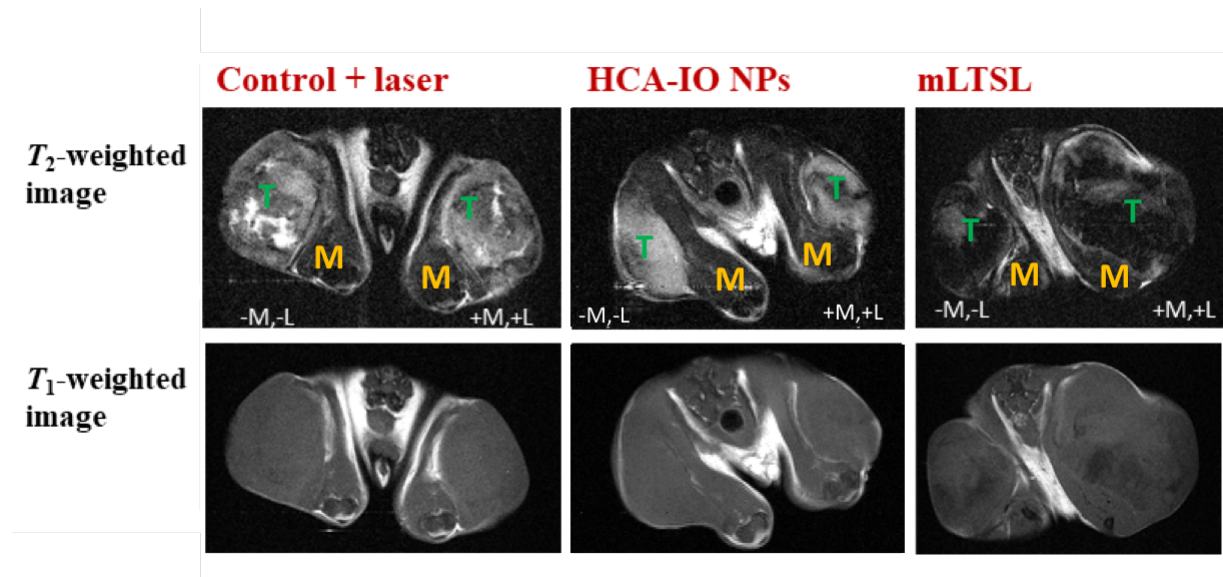 Control + laser HCA-IO NPs mLTSL
T2-weighted
image
T T T T T T
M M M M M M
-M,-L +M,+L -M,-L +M,+L -M,-L +M,+L
T1-weighted
image